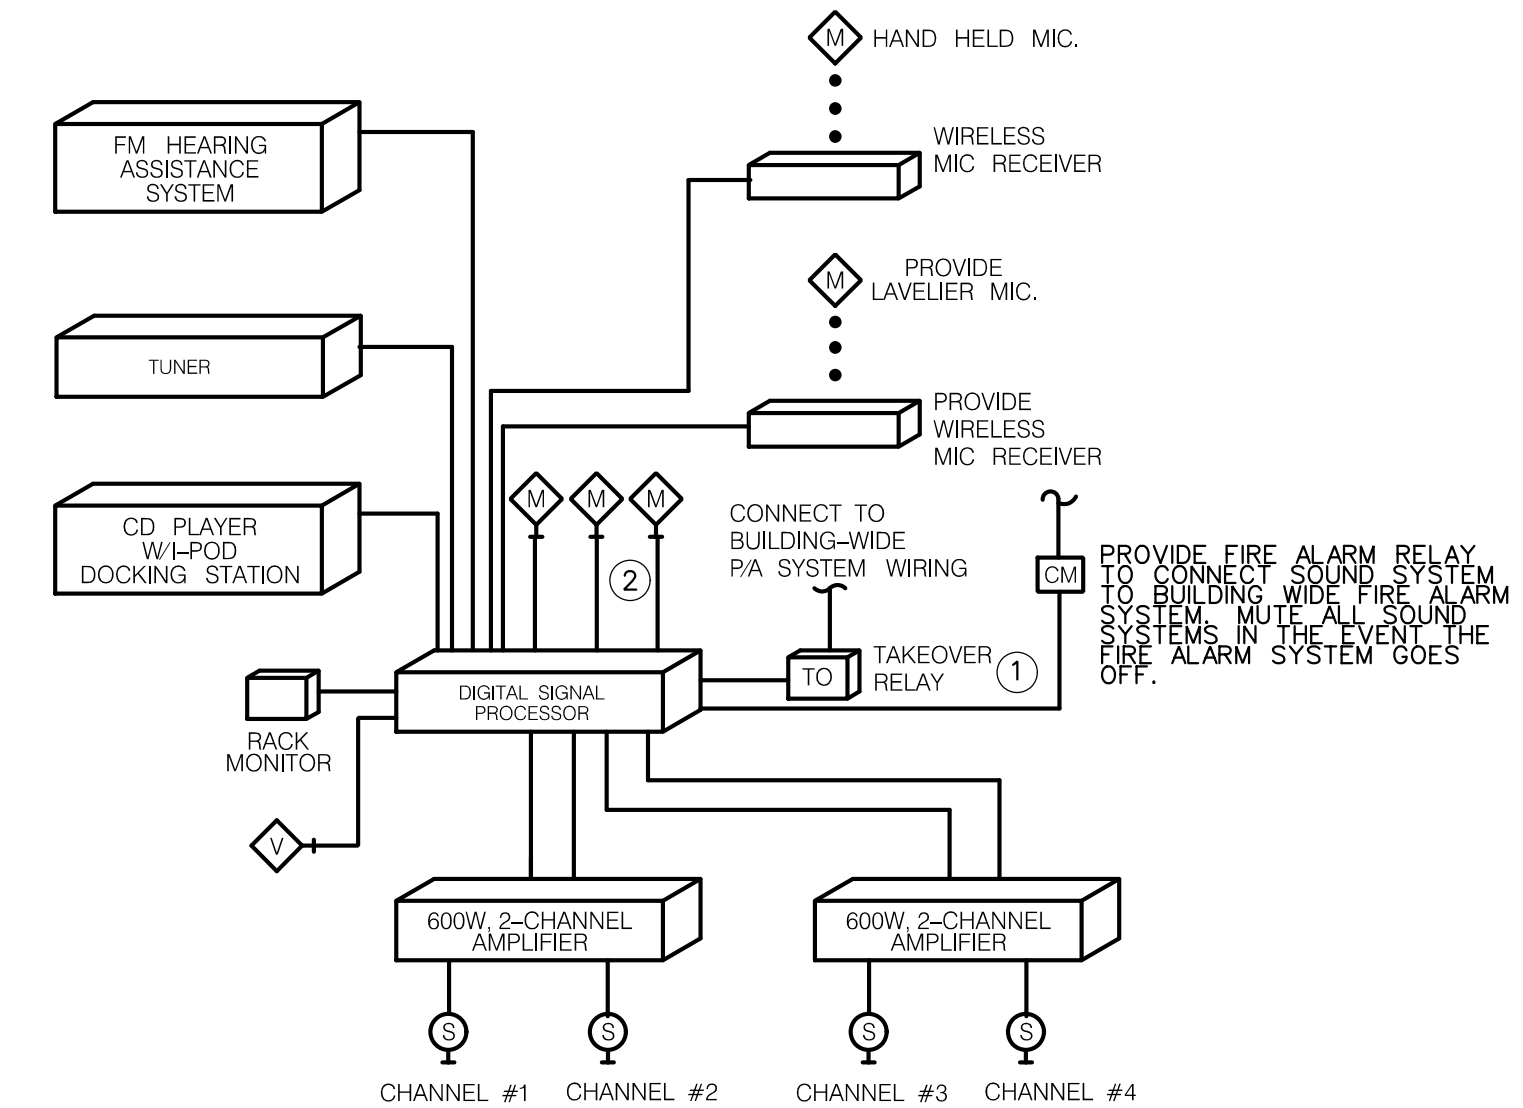 M HAND HELD MIC.
FM HEARING
ASSISTANCE
SYSTEM
WIRELESS
MIC RECEIVER
M
PROVIDE
LAVELIER MIC.
TUNER
PROVIDE
WIRELESS
MIC RECEIVER
CD PLAYER
W/I-POD
DOCKING STATION
M M M
2
CONNECT TO
BUILDING-WIDE
P/A SYSTEM WIRING
CM
PROVIDE FIRE ALARM RELAY
TO CONNECT SOUND SYSTEM
TO BUILDING WIDE FIRE ALARM
SYSTEM. MUTE ALL SOUND
SYSTEMS IN THE EVENT THE
FIRE ALARM SYSTEM GOES
OFF.
TO
TAKEOVER
RELAY
1
DIGITAL SIGNAL
PROCESSOR
RACK
MONITOR
V
600W, 2-CHANNEL
AMPLIFIER
600W, 2-CHANNEL
AMPLIFIER
S S S S
CHANNEL #1 CHANNEL #2 CHANNEL #3 CHANNEL #4